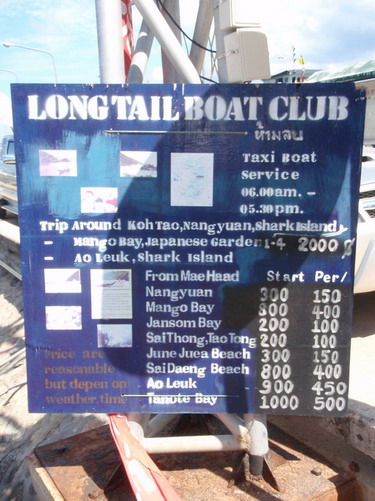 LONGTAIL BOAT CLUB
ห้ามลบ
Taxi Boat
Service
06.00am. -
05.30pm.
Trip Around Koh Tao, Nangyuan, Shark Island,
- Mango Bay, Japanese Garden 1-4 2000
- Ao Leuk, Shark Island
From Mae Haad Start Per/
Nangyuan 300 150
Mango Bay 800 400
Jansom Bay 200 100
Sai Thong, Tao Tong 200 100
June Juea Beach 300 150
Sai Daeng Beach 800 400
Ao Leuk 900 450
Tanote Bay 1000 500
Price are
reasonable
but depen on
weather, time